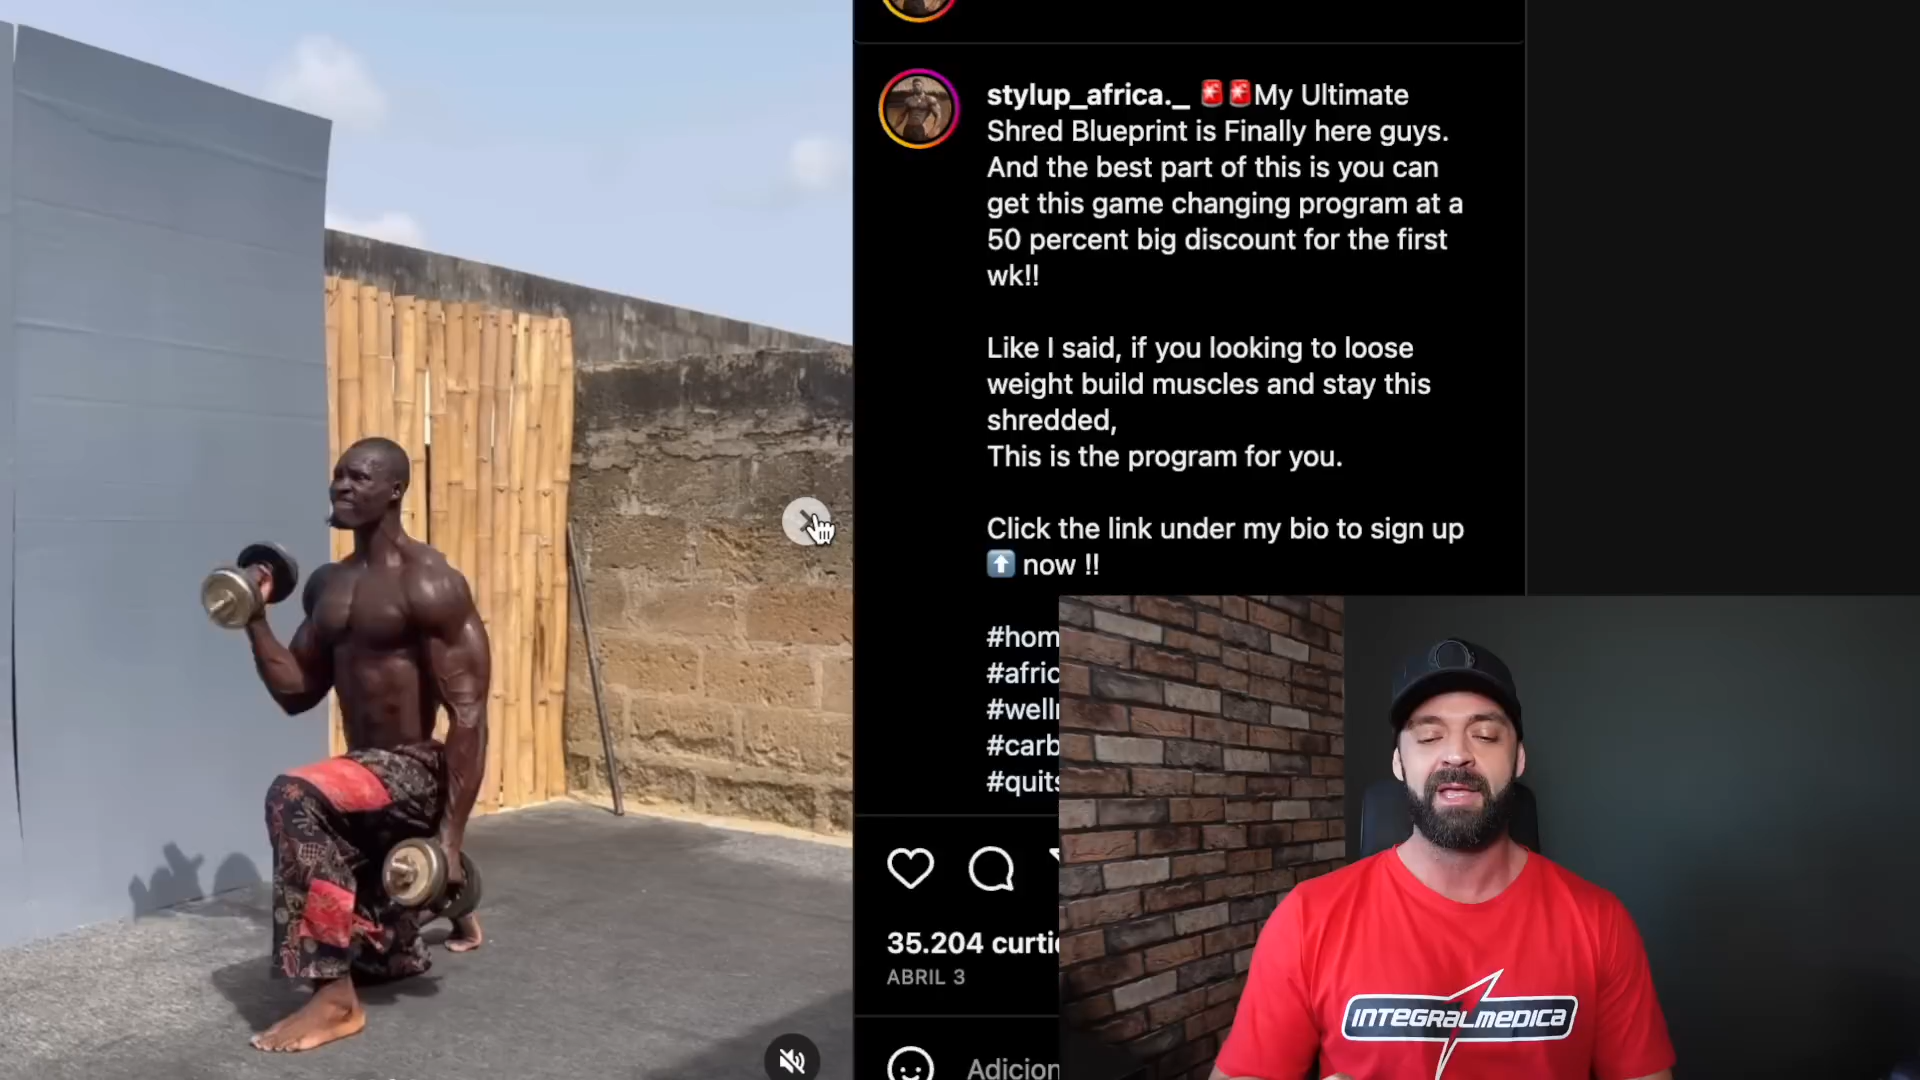 stylup_africa._ 🚨🚨My Ultimate
Shred Blueprint is Finally here guys.
And the best part of this is you can
get this game changing program at a
50 percent big discount for the first
wk!!
Like I said, if you looking to loose
weight build muscles and stay this
shredded,
This is the program for you.
Click the link under my bio to sign up
⬆️ now !!
#hom
#afric
#welln
#carb
#quits
35.204 curti
ABRIL 3
Adicion
INTEGRALMEDICA